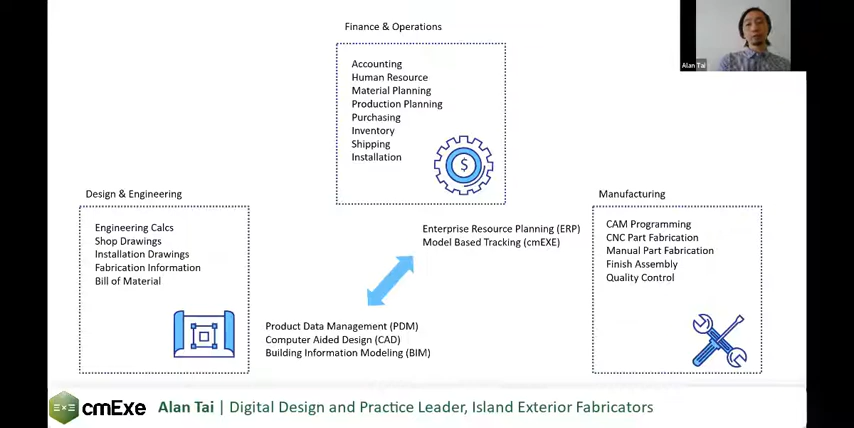 Finance & Operations
Accounting
Human Resource
Material Planning
Production Planning
Purchasing
Inventory
Shipping
Installation
$
Alan Tai
Design & Engineering
Engineering Calcs
Shop Drawings
Installation Drawings
Fabrication Information
Bill of Material
Manufacturing
CAM Programming
CNC Part Fabrication
Manual Part Fabrication
Finish Assembly
Quality Control
Enterprise Resource Planning (ERP)
Model Based Tracking (cmEXE)
Product Data Management (PDM)
Computer Aided Design (CAD)
Building Information Modeling (BIM)
cmExe
Alan Tai | Digital Design and Practice Leader, Island Exterior Fabricators